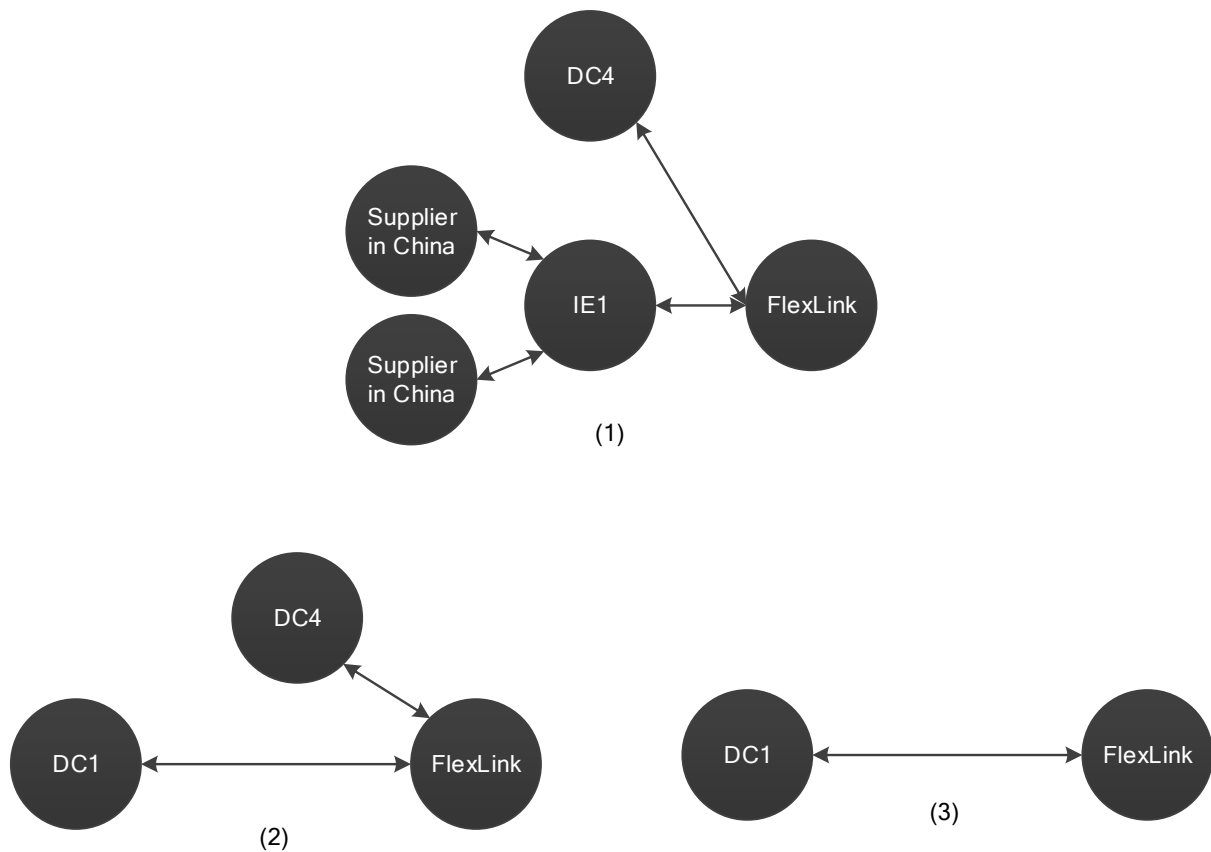 DC4
Supplier
in China
IE1
FlexLink
Supplier
in China
(1)
DC4
DC1
FlexLink
(2)
DC1
FlexLink
(3)